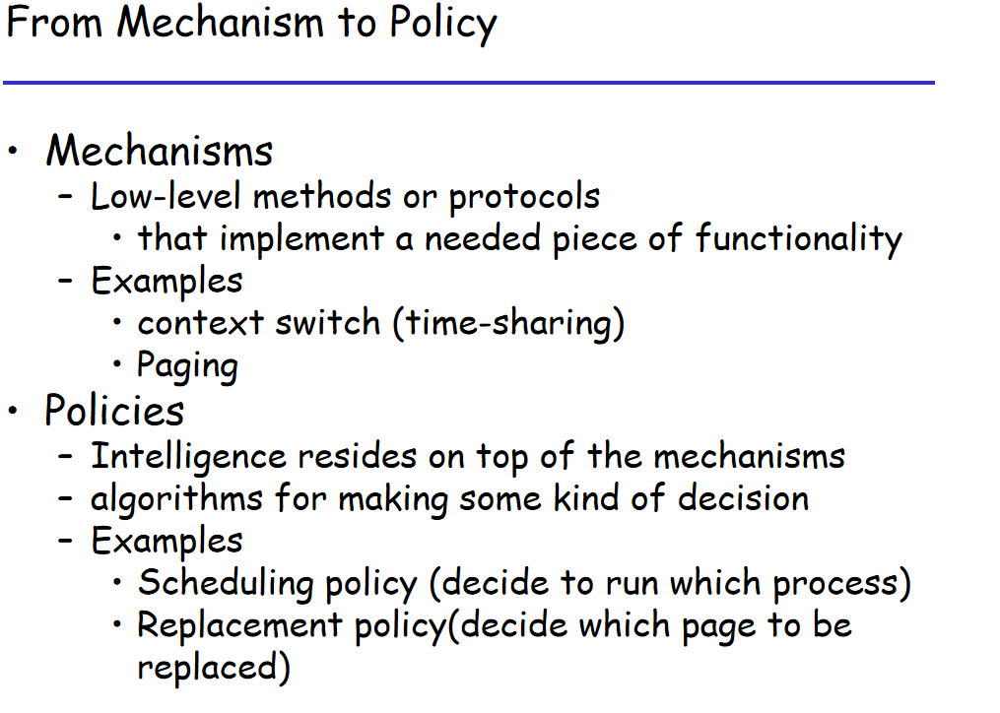 From Mechanism to Policy
• Mechanisms
– Low-level methods or protocols
• that implement a needed piece of functionality
– Examples
• context switch (time-sharing)
• Paging
• Policies
– Intelligence resides on top of the mechanisms
– algorithms for making some kind of decision
– Examples
• Scheduling policy (decide to run which process)
• Replacement policy(decide which page to be
replaced)